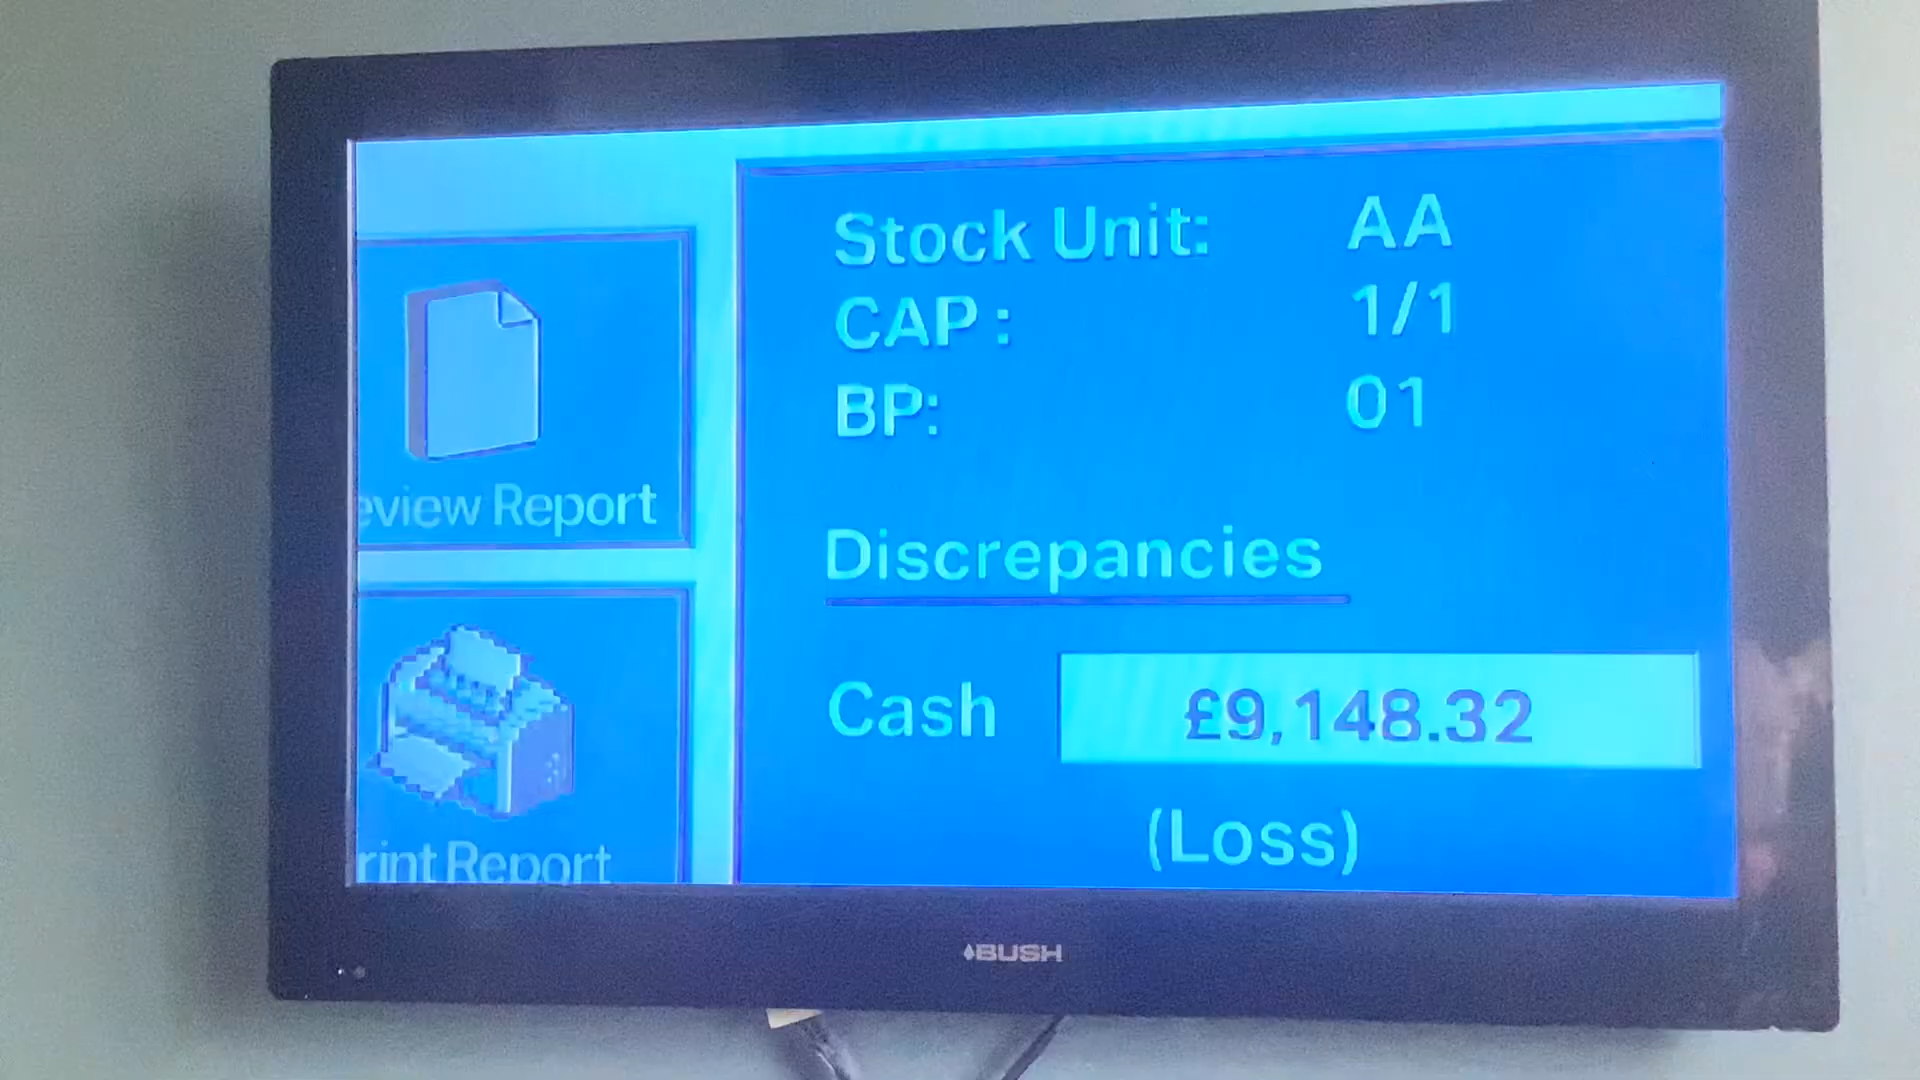 Stock Unit: AA
CAP : 1/1
BP: 01
eview Report
Discrepancies
Cash £9,148.32
(Loss)
rint Report
BUSH